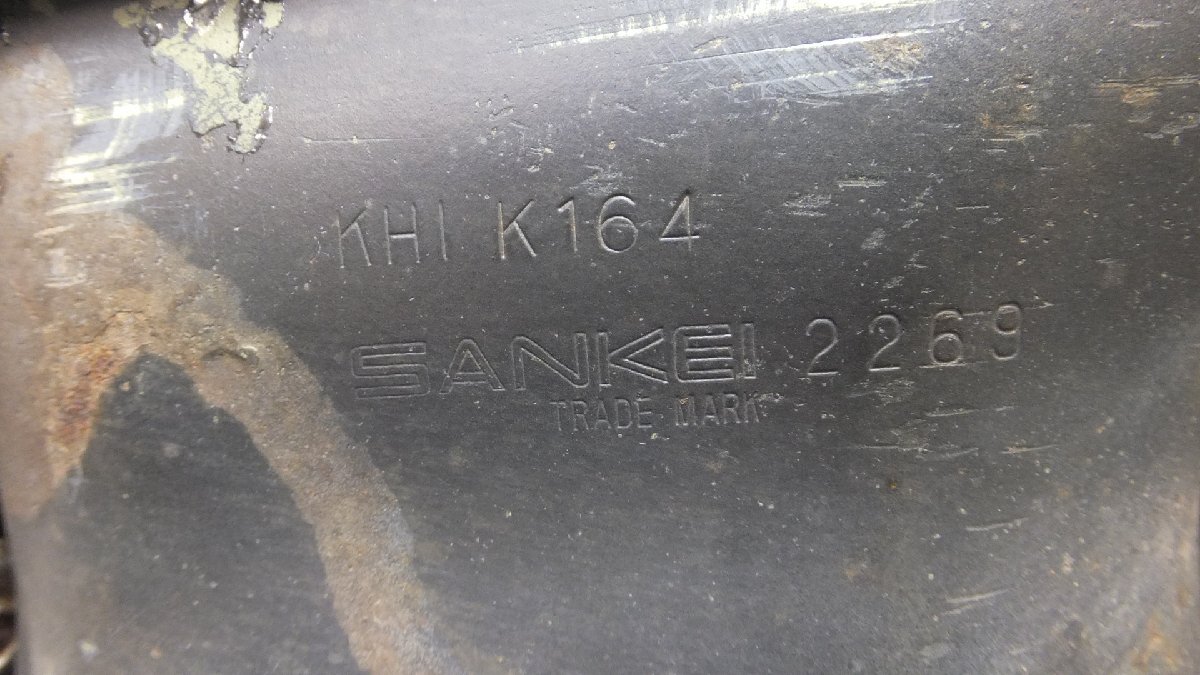 KHI K164
SANKEI 2269
TRADE MARK